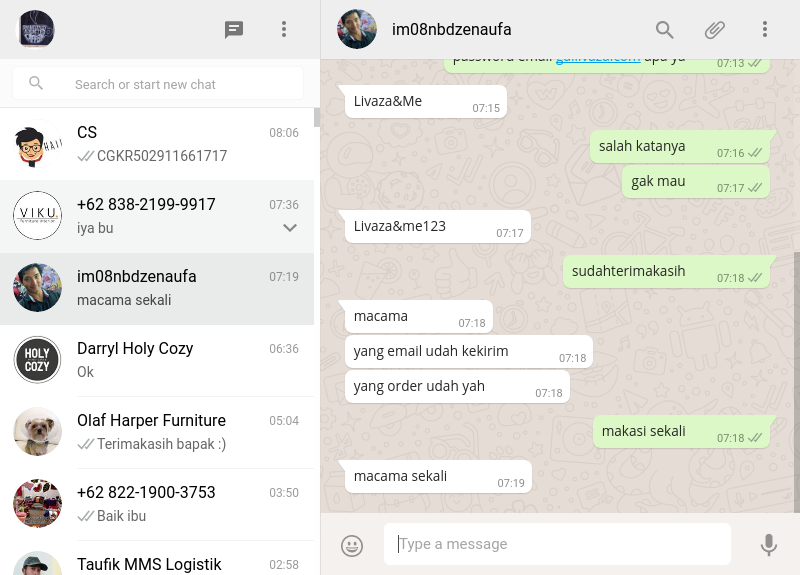 Search or start new chat
CS
08:06
CGKR502911661717
VIKU.
+62 838-2199-9917
07:36
iya bu
im08nbdzenaufa
07:19
macama sekali
HOLY
COZY
Darryl Holy Cozy
06:36
Ok
Olaf Harper Furniture
05:04
Terimakasih bapak :)
+62 822-1900-3753
03:50
Baik ibu
Taufik MMS Logistik
02:58
im08nbdzenaufa
07:13
Livaza&Me
07:15
salah katanya
07:16
gak mau
07:17
Livaza&me123
07:17
sudahterimakasih
07:18
macama
07:18
yang email udah kekirim
07:18
yang order udah yah
07:18
makasi sekali
07:18
macama sekali
07:19
Type a message